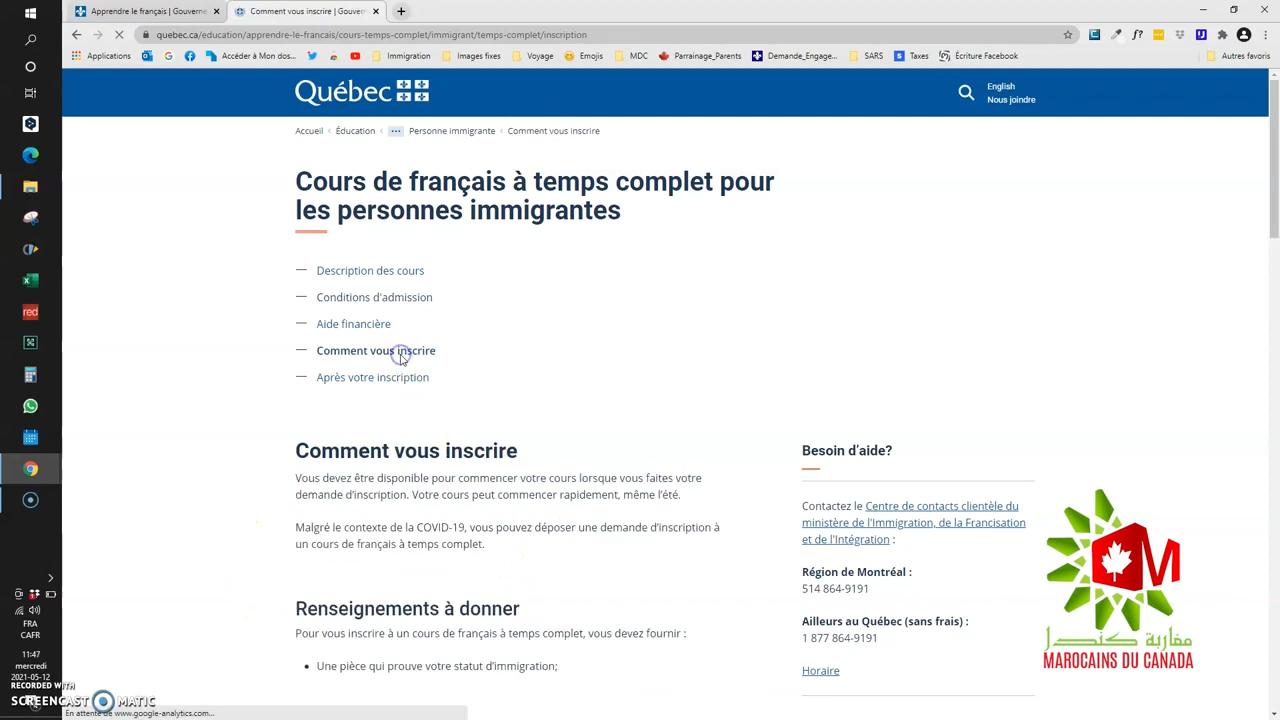 Apprendre le français | Gouverne
Comment vous inscrire | Gouvern
quebec.ca/education/apprendre-le-francais/cours-temps-complet/immigrant/temps-complet/inscription
Applications
Accéder à Mon dos...
Immigration
Images fixes
Voyage
Emojis
MDC
Parrainage_Parents
Demande_Engage...
SARS
Taxes
Écriture Facebook
Autres favoris
Québec
English
Nous joindre
Accueil
Éducation
...
Personne immigrante
Comment vous inscrire
Cours de français à temps complet pour
les personnes immigrantes
Description des cours
Conditions d'admission
Aide financière
Comment vous inscrire
Après votre inscription
Comment vous inscrire
Vous devez être disponible pour commencer votre cours lorsque vous faites votre
demande d'inscription. Votre cours peut commencer rapidement, même l'été.
Malgré le contexte de la COVID-19, vous pouvez déposer une demande d'inscription à
un cours de français à temps complet.
Renseignements à donner
Pour vous inscrire à un cours de français à temps complet, vous devez fournir :
Une pièce qui prouve votre statut d'immigration;
Besoin d'aide?
Contactez le Centre de contacts clientèle du
ministère de l'Immigration, de la Francisation
et de l'Intégration :
Région de Montréal :
514 864-9191
Ailleurs au Québec (sans frais) :
1 877 864-9191
Horaire
M
مغاربة كندا
MAROCAINS DU CANADA
red
FRA
CAFR
11:47
mercredi
2021-05-12
RECORDED WITH
SCREENCAST MATIC
En attente de www.google-analytics.com...